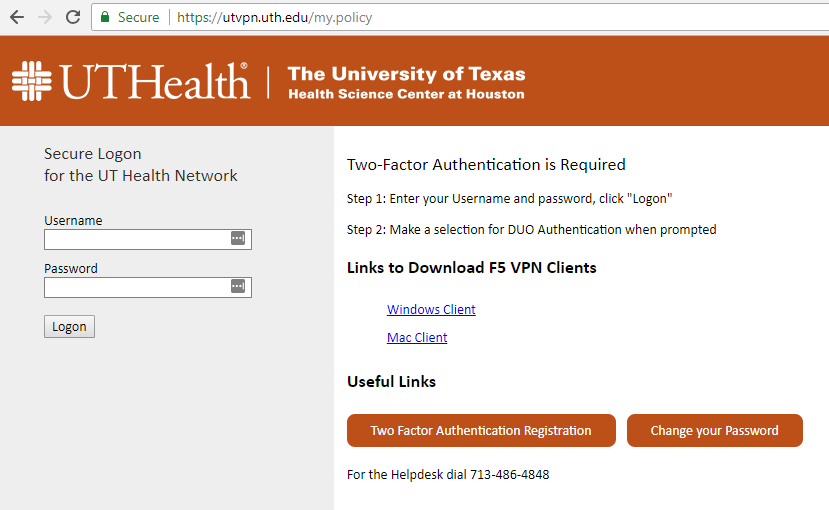 Secure | https://utvpn.uth.edu/my.policy
UTHealth® | The University of Texas
Health Science Center at Houston
Secure Logon
for the UT Health Network
Username
Password
Logon
Two-Factor Authentication is Required
Step 1: Enter your Username and password, click "Logon"
Step 2: Make a selection for DUO Authentication when prompted
Links to Download F5 VPN Clients
Windows Client
Mac Client
Useful Links
Two Factor Authentication Registration
Change your Password
For the Helpdesk dial 713-486-4848